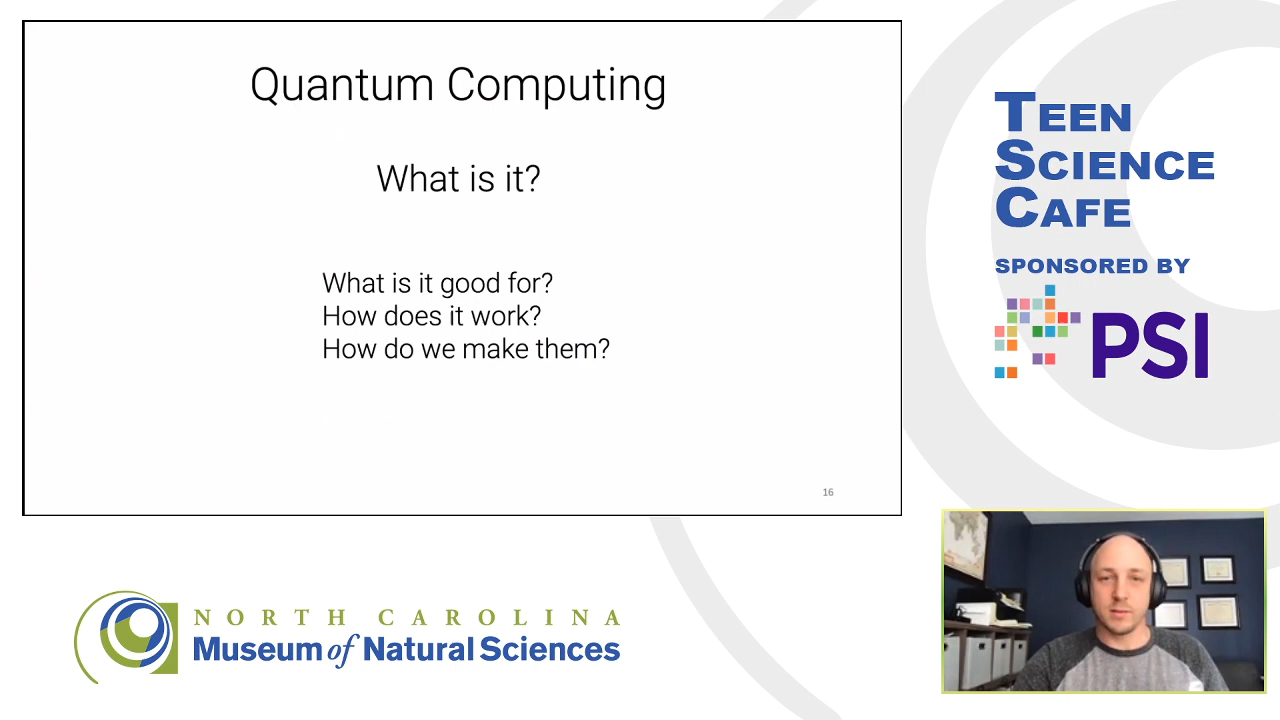 Quantum Computing
What is it?
What is it good for?
How does it work?
How do we make them?
16
TEEN
SCIENCE
CAFE
SPONSORED BY
PSI
NORTH CAROLINA
Museum of Natural Sciences